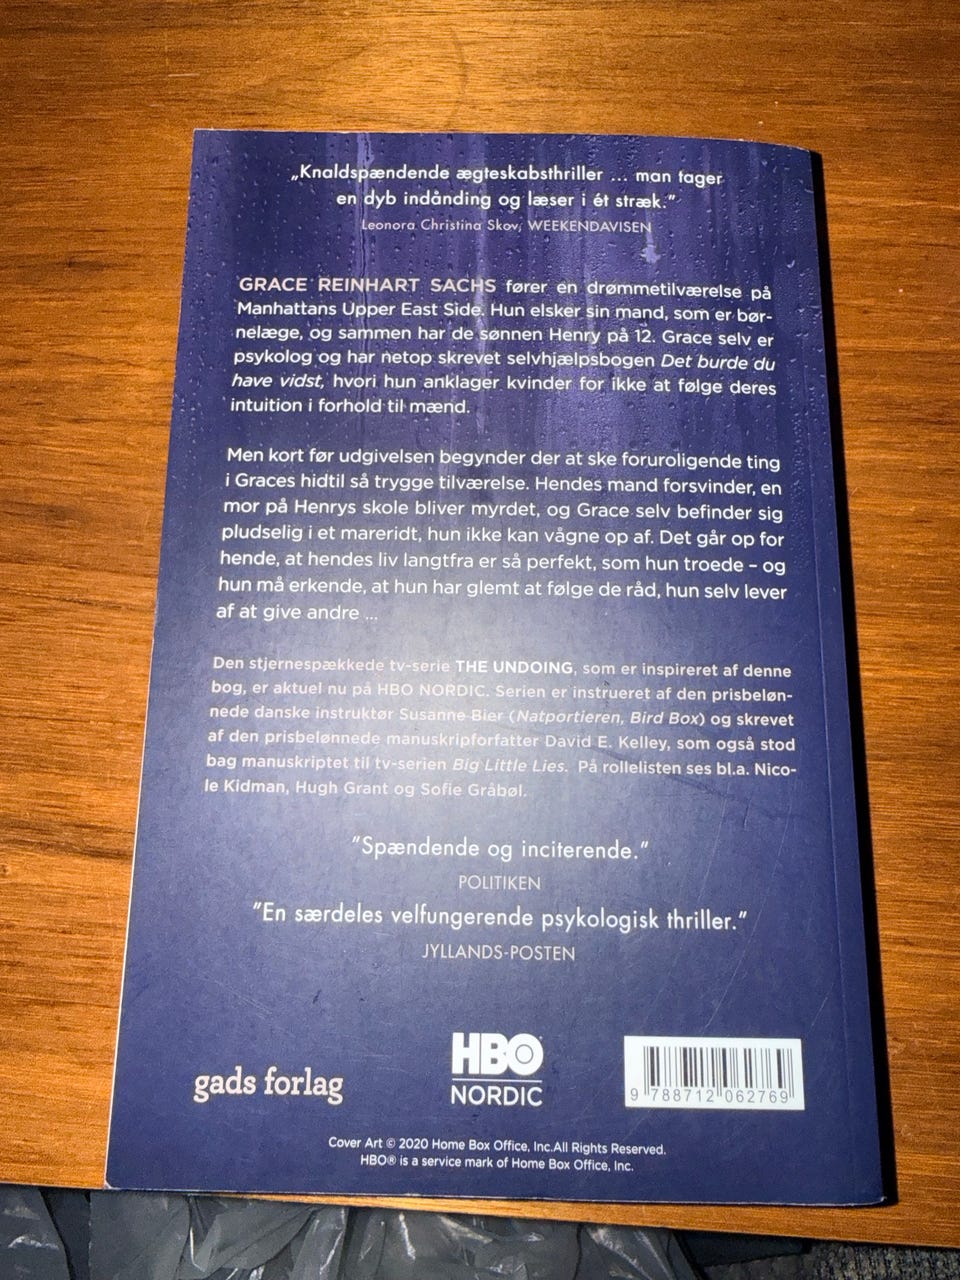 „Knaldspændende ægteskabsthriller ... man tager
en dyb indånding og læser i ét stræk.”
Leonora Christina Skov, WEEKENDAVISEN
GRACE REINHART SACHS fører en drømmetilværelse på
Manhattans Upper East Side. Hun elsker sin mand, som er bør-
nelæge, og sammen har de sønnen Henry på 12. Grace selv er
psykolog og har netop skrevet selvhjælpsbogen Det burde du
have vidst, hvori hun anklager kvinder for ikke at følge deres
intuition i forhold til mænd.
Men kort før udgivelsen begynder der at ske foruroligende ting
i Graces hidtil så trygge tilværelse. Hendes mand forsvinder, en
mor på Henrys skole bliver myrdet, og Grace selv befinder sig
pludselig i et mareridt, hun ikke kan vågne op af. Det går op for
hende, at hendes liv langtfra er så perfekt, som hun troede – og
hun må erkende, at hun har glemt at følge de råd, hun selv lever
af at give andre ...
Den stjernespækkede tv-serie THE UNDOING, som er inspireret af denne
bog, er aktuel nu på HBO NORDIC. Serien er instrueret af den prisbeløn-
nede danske instruktør Susanne Bier (Natportieren, Bird Box) og skrevet
af den prisbelønnede manuskripforfatter David E. Kelley, som også stod
bag manuskriptet til tv-serien Big Little Lies. På rollelisten ses bl.a. Nico-
le Kidman, Hugh Grant og Sofie Gråbøl.
”Spændende og inciterende.“
POLITIKEN
”En særdeles velfungerende psykologisk thriller.”
JYLLANDS-POSTEN
gads forlag
HBO
NORDIC
9 788712 062769
Cover Art © 2020 Home Box Office, Inc.All Rights Reserved.
HBO® is a service mark of Home Box Office, Inc.